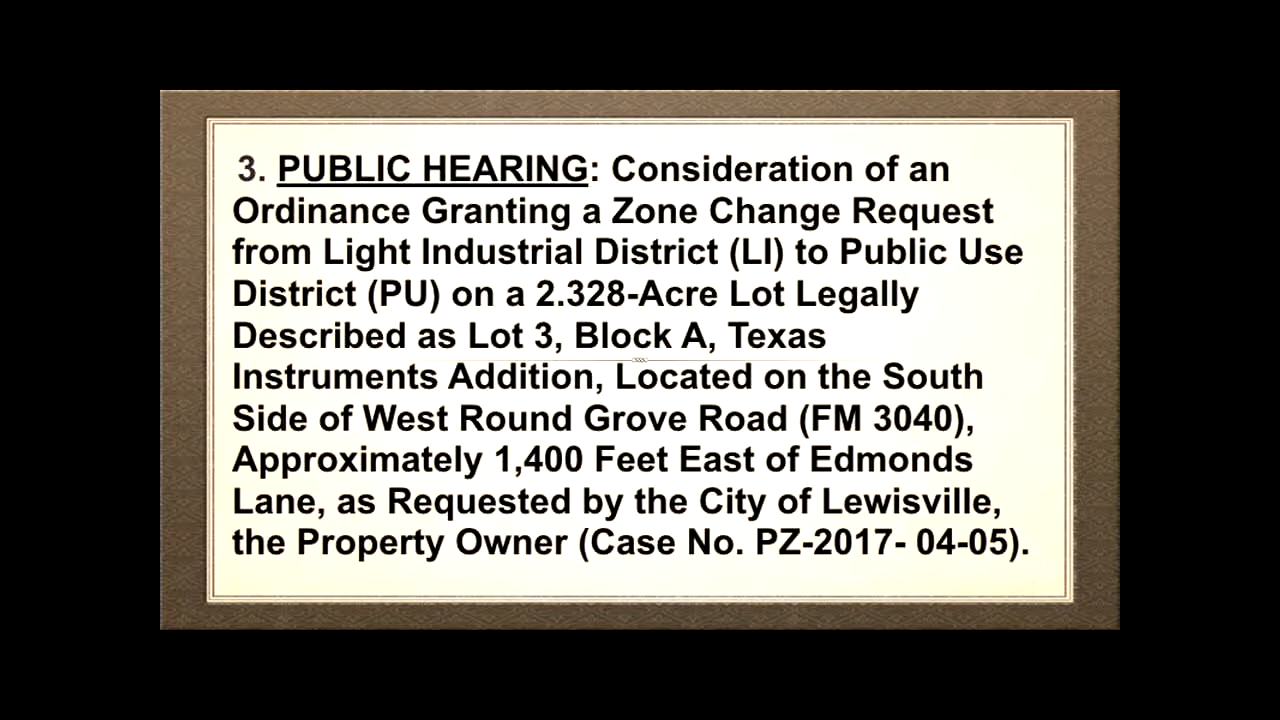 3. PUBLIC HEARING: Consideration of an
Ordinance Granting a Zone Change Request
from Light Industrial District (LI) to Public Use
District (PU) on a 2.328-Acre Lot Legally
Described as Lot 3, Block A, Texas
Instruments Addition, Located on the South
Side of West Round Grove Road (FM 3040),
Approximately 1,400 Feet East of Edmonds
Lane, as Requested by the City of Lewisville,
the Property Owner (Case No. PZ-2017- 04-05).